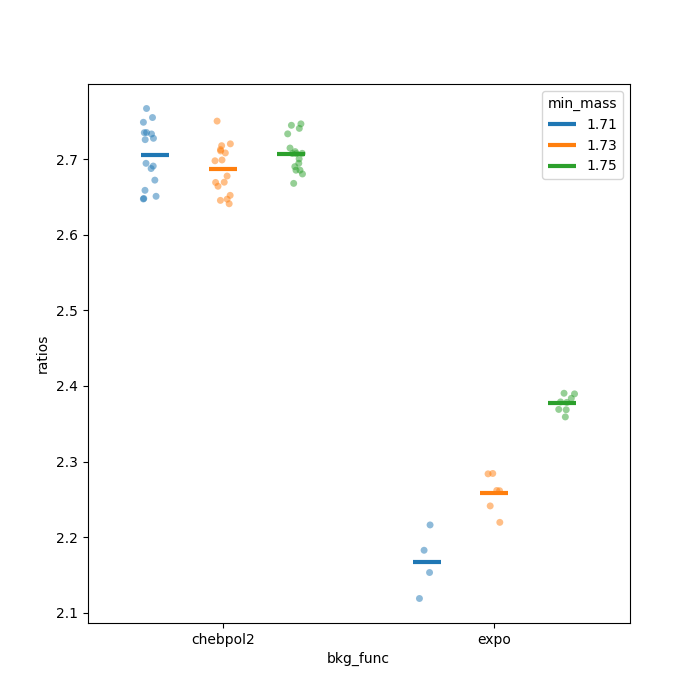 min_mass
1.71
1.73
1.75
2.7
2.6
2.5
2.4
2.3
2.2
2.1
ratios
chebpol2
expo
bkg_func